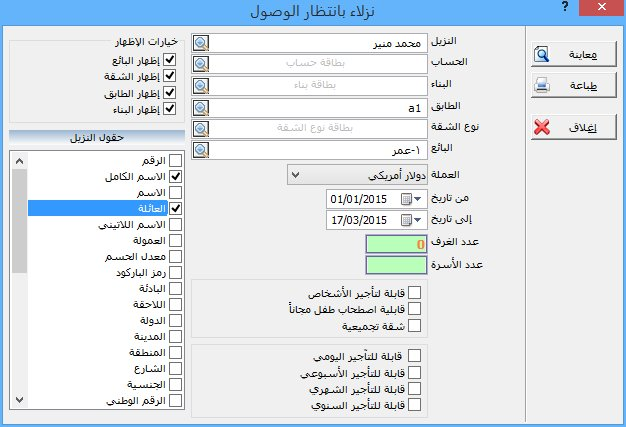 نزلاء بانتظار الوصول
?
معاينة
طباعة
إغلاق
النزيل
محمد منير
الحساب
بطاقة حساب
البناء
بطاقة بناء
الطابق
a1
نوع الشقة
بطاقة نوع الشقة
البائع
١-عمر
العملة
دولار أمريكي
من تاريخ
01/01/2015
إلى تاريخ
17/03/2015
عدد الغرف
0
عدد الأسرة
قابلة لتأجير الأشخاص
قابلية اصطحاب طفل مجاناً
شقة تجميعية
قابلة للتأجير اليومي
قابلة للتأجير الأسبوعي
قابلة للتأجير الشهري
قابلة للتأجير السنوي
خيارات الإظهار
إظهار البائع
إظهار الشقة
إظهار الطابق
إظهار البناء
حقول النزيل
الرقم
الاسم الكامل
الاسم
العائلة
الاسم اللاتيني
العمولة
معدل الحسم
رمز الباركود
البادئة
اللاحقة
الدولة
المدينة
المنطقة
الشارع
الجنسية
الرقم الوطني